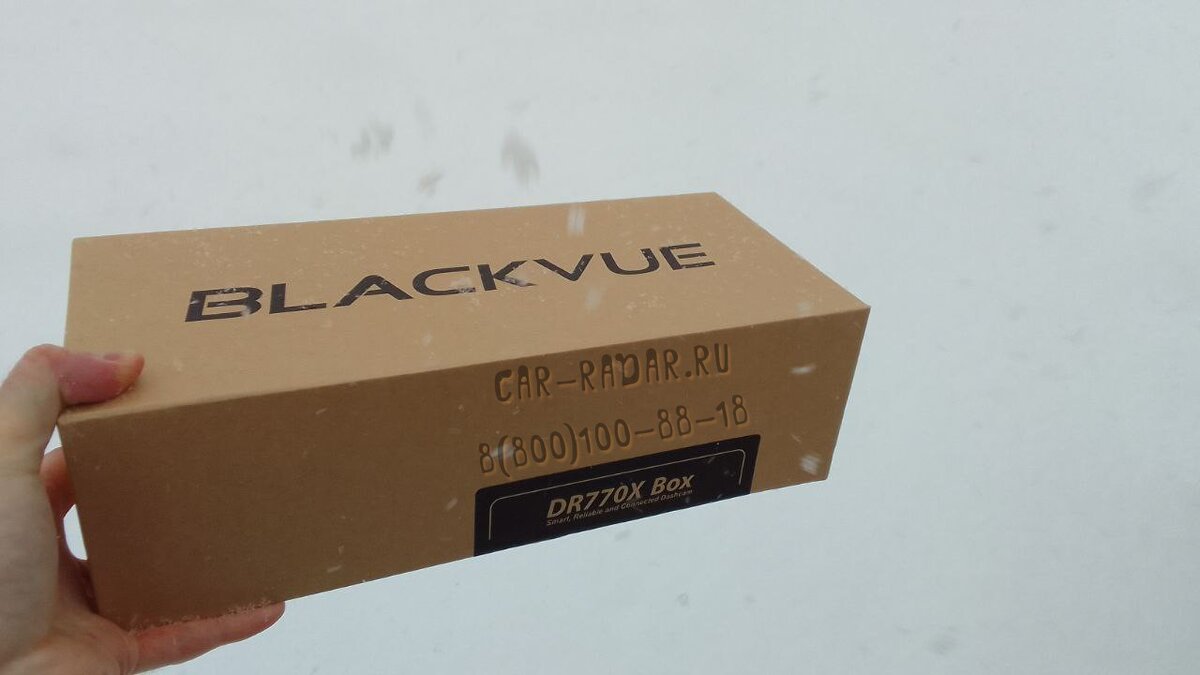 BLACKVUE
CAR-RADAR.RU
8(800)100-88-18
DR770X Box
Smart, Reliable and Connected Dashcam